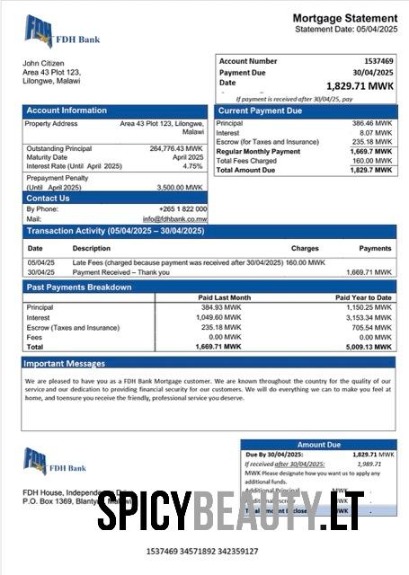 FDH Bank
Mortgage Statement
Statement Date: 05/04/2025
John Citizen
Area 43 Plot 123,
Lilongwe, Malawi
Account Number 1537469
Payment Due 30/04/2025
Date 1,829.71 MWK
If payment is received after 30/04/25, pay
Account Information
Property Address Area 43 Plot 123, Lilongwe,
Malawi
Outstanding Principal 264,776.43 MWK
Maturity Date April 2025
Interest Rate (Until April 2025) 4.75%
Prepayment Penalty
(Until April 2025) 3,500.00 MWK
Contact Us
By Phone: +265 1 822 000
Mail: info@fdhbank.co.mw
Current Payment Due
Principal 386.46 MWK
Interest 8.07 MWK
Escrow (for Taxes and Insurance) 235.18 MWK
Regular Monthly Payment 1,669.7 MWK
Total Fees Charged 160.00 MWK
Total Amount Due 1,829.7 MWK
Transaction Activity (05/04/2025 – 30/04/2025)
Date Description Charges Payments
05/04/25 Late Fees (charged because payment was received after 30/04/2025) 160.00 MWK
30/04/25 Payment Received – Thank you 1,669.71 MWK
Past Payments Breakdown
Paid Last Month Paid Year to Date
Principal 384.93 MWK 1,150.25 MWK
Interest 1,049.60 MWK 3,153.34 MWK
Escrow (Taxes and Insurance) 235.18 MWK 705.54 MWK
Fees 0.00 MWK 0.00 MWK
Total 1,669.71 MWK 5,009.13 MWK
Important Messages
We are pleased to have you as a FDH Bank Mortgage customer. We are known throughout the country for the quality of our
service and our dedication to providing financial security for our customers. We will do everything we can to make you feel at
home, and toensure you receive the friendly, professional service you deserve.
FDH Bank
FDH House, Independence
P.O. Box 1369, Blantyre,
Amount Due
Due By 30/04/2025: 1,829.71 MWK
If received after 30/04/2025: 1,989.71
MWK Please designate how you want us to apply any
additional funds.
Additional Principal
SPICYBEAUTY.LT
1537469 34571892 342359127